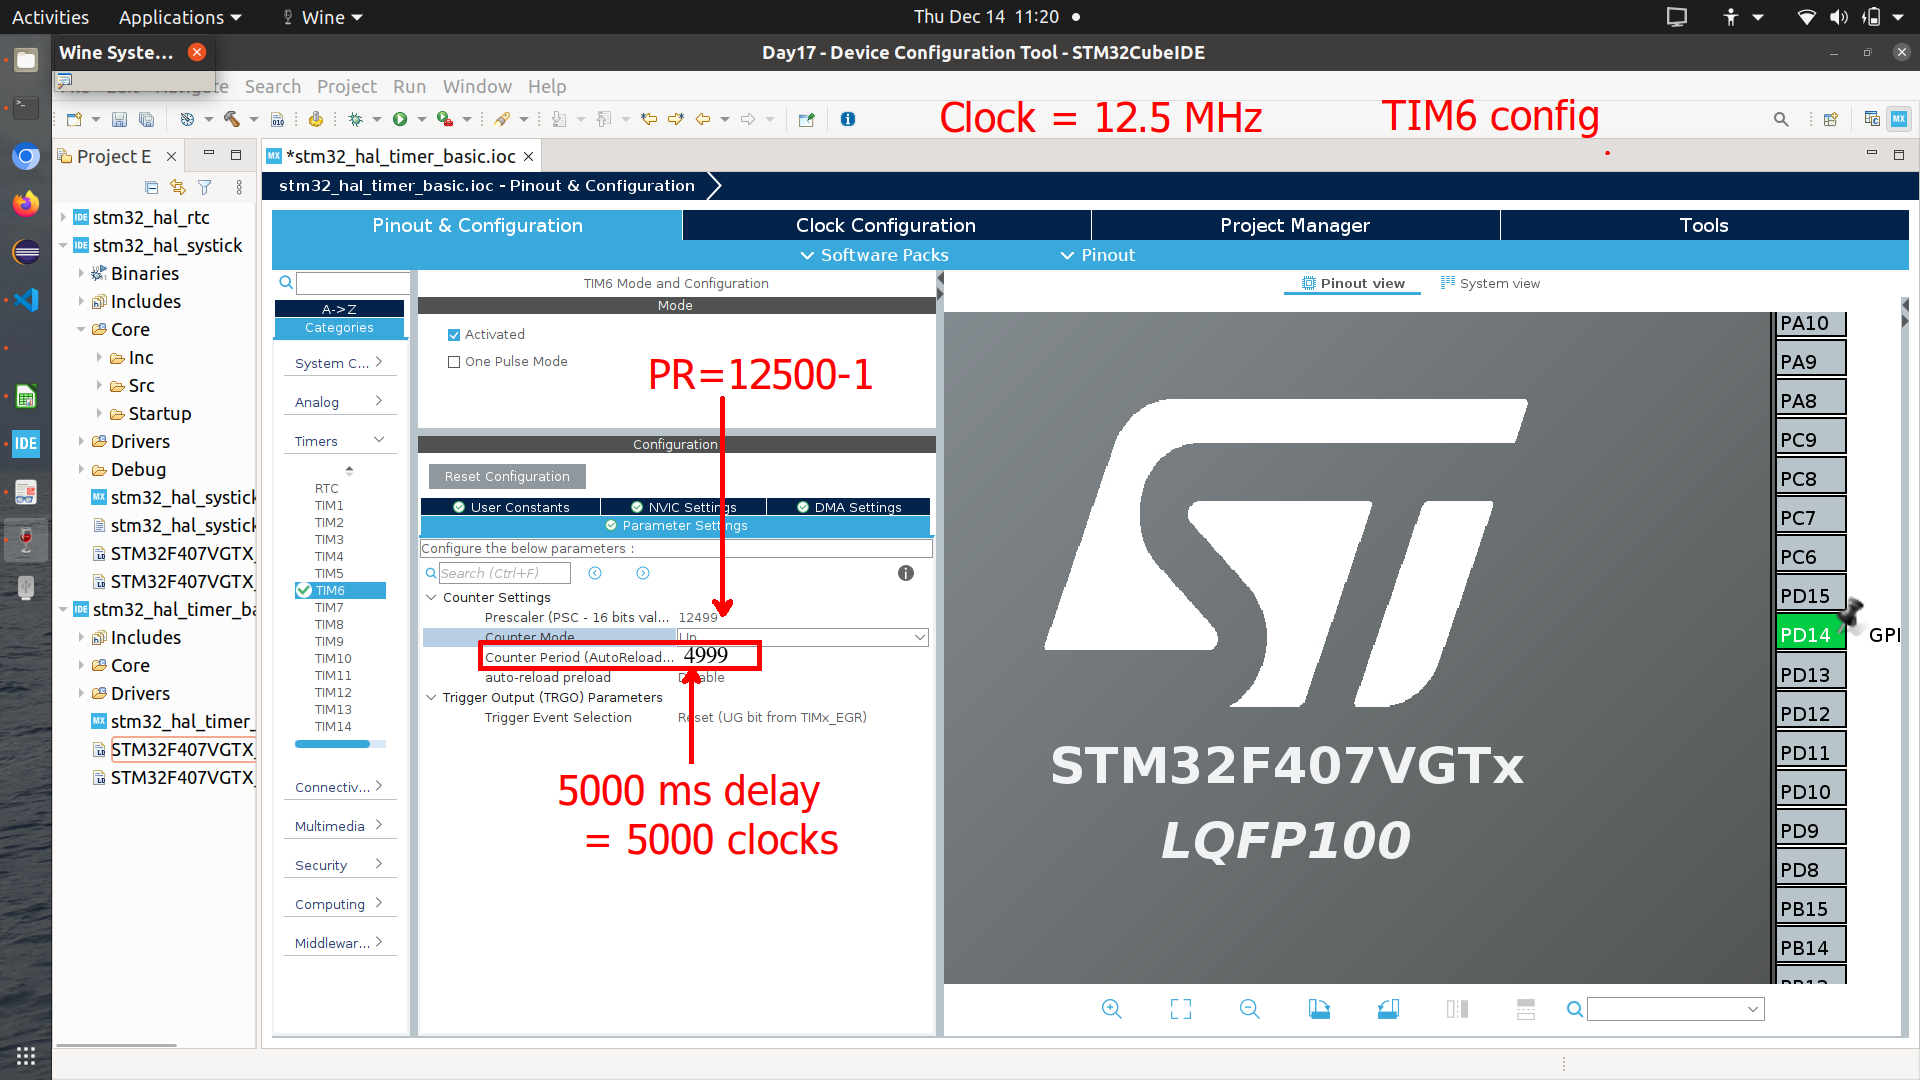 Activities
Applications
Wine
Thu Dec 14 11:20
Wine Syste...
Day17 - Device Configuration Tool - STM32CubeIDE
Search Project Run Window Help
Clock = 12.5 MHz
TIM6 config
Project E
*stm32_hal_timer_basic.ioc
stm32_hal_timer_basic.ioc - Pinout & Configuration
Pinout & Configuration
Clock Configuration
Project Manager
Tools
Software Packs
Pinout
stm32_hal_rtc
stm32_hal_systick
Binaries
Includes
Core
Inc
Src
Startup
Drivers
Debug
stm32_hal_systick
stm32_hal_systick
STM32F407VGTX_
STM32F407VGTX_
stm32_hal_timer_ba
Includes
Core
Drivers
stm32_hal_timer_
STM32F407VGTX_
STM32F407VGTX_
A->Z
Categories
System C...
Analog
Timers
RTC
TIM1
TIM2
TIM3
TIM4
TIM5
TIM6
TIM7
TIM8
TIM9
TIM10
TIM11
TIM12
TIM13
TIM14
Connectiv...
Multimedia
Security
Computing
Middlewar...
TIM6 Mode and Configuration
Mode
Activated
One Pulse Mode
PR=12500-1
Configuration
Reset Configuration
User Constants
NVIC Settings
DMA Settings
Parameter Settings
Configure the below parameters :
Search (Ctrl+F)
Counter Settings
Prescaler (PSC - 16 bits val... 12499
Counter Mode Up
Counter Period (AutoReload... 4999
auto-reload preload
Trigger Output (TRGO) Parameters
Trigger Event Selection Reset (UG bit from TIMx_EGR)
5000 ms delay
= 5000 clocks
Pinout view
System view
STM32F407VGTx
LQFP100
PA10
PA9
PA8
PC9
PC8
PC7
PC6
PD15
PD14 GPI
PD13
PD12
PD11
PD10
PD9
PD8
PB15
PB14
IDE
MX